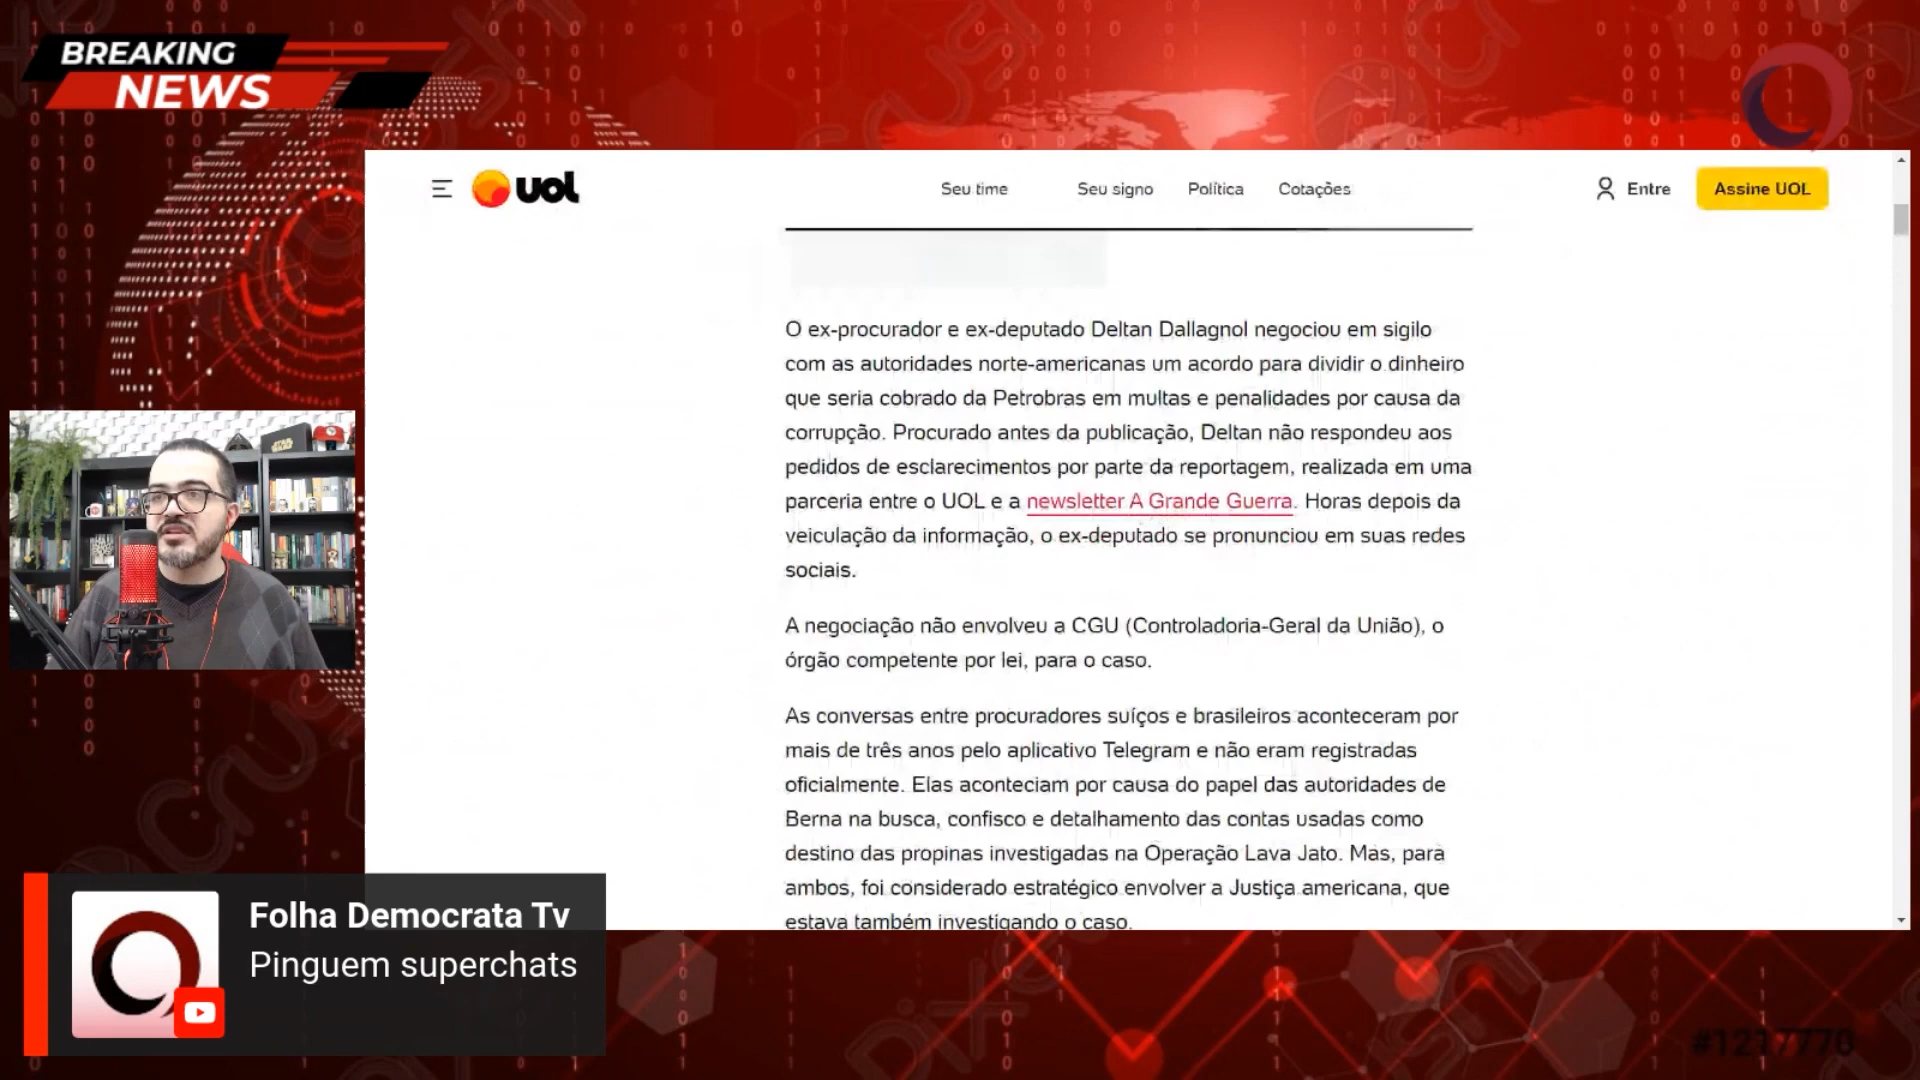 BREAKING
NEWS
uol
Seu time
Seu signo
Política
Cotações
Entre
Assine UOL
O ex-procurador e ex-deputado Deltan Dallagnol negociou em sigilo
com as autoridades norte-americanas um acordo para dividir o dinheiro
que seria cobrado da Petrobras em multas e penalidades por causa da
corrupção. Procurado antes da publicação, Deltan não respondeu aos
pedidos de esclarecimentos por parte da reportagem, realizada em uma
parceria entre o UOL e a newsletter A Grande Guerra. Horas depois da
veiculação da informação, o ex-deputado se pronunciou em suas redes
sociais.
A negociação não envolveu a CGU (Controladoria-Geral da União), o
órgão competente por lei, para o caso.
As conversas entre procuradores suíços e brasileiros aconteceram por
mais de três anos pelo aplicativo Telegram e não eram registradas
oficialmente. Elas aconteciam por causa do papel das autoridades de
Berna na busca, confisco e detalhamento das contas usadas como
destino das propinas investigadas na Operação Lava Jato. Mas, para
ambos, foi considerado estratégico envolver a Justiça americana, que
estava também investigando o caso.
Folha Democrata Tv
Pinguem superchats
#1217770